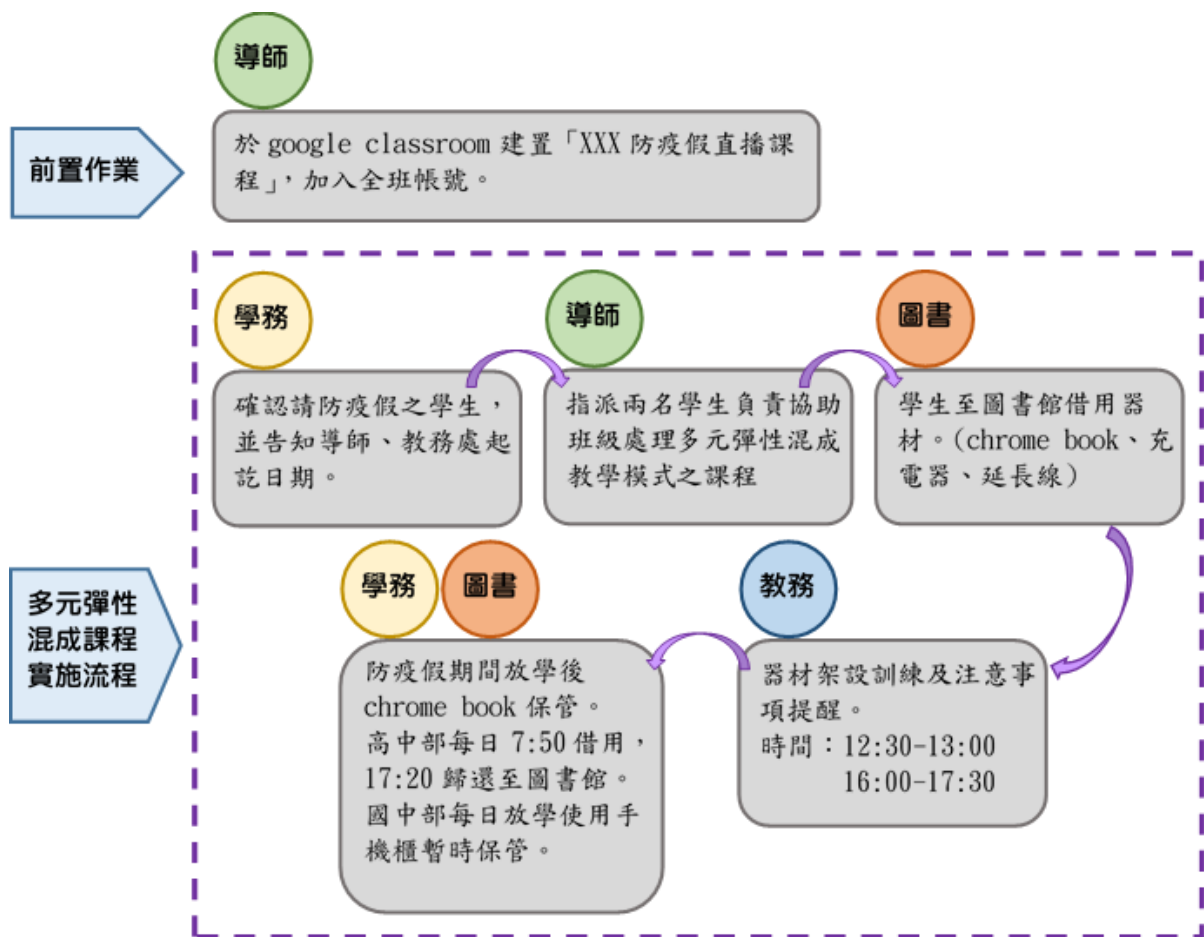 導師
前置作業
於 google classroom 建置「XXX 防疫假直播課
程」，加入全班帳號。
多元彈性
混成課程
實施流程
學務
確認請防疫假之學生，
並告知導師、教務處起
訖日期。
導師
指派兩名學生負責協助
班級處理多元彈性混成
教學模式之課程
圖書
學生至圖書館借用器
材。(chrome book、充
電器、延長線)
教務
器材架設訓練及注意事
項提醒。
時間：12:30-13:00
16:00-17:30
學務
圖書
防疫假期間放學後
chrome book 保管。
高中部每日 7:50 借用，
17:20 歸還至圖書館。
國中部每日放學使用手
機櫃暫時保管。